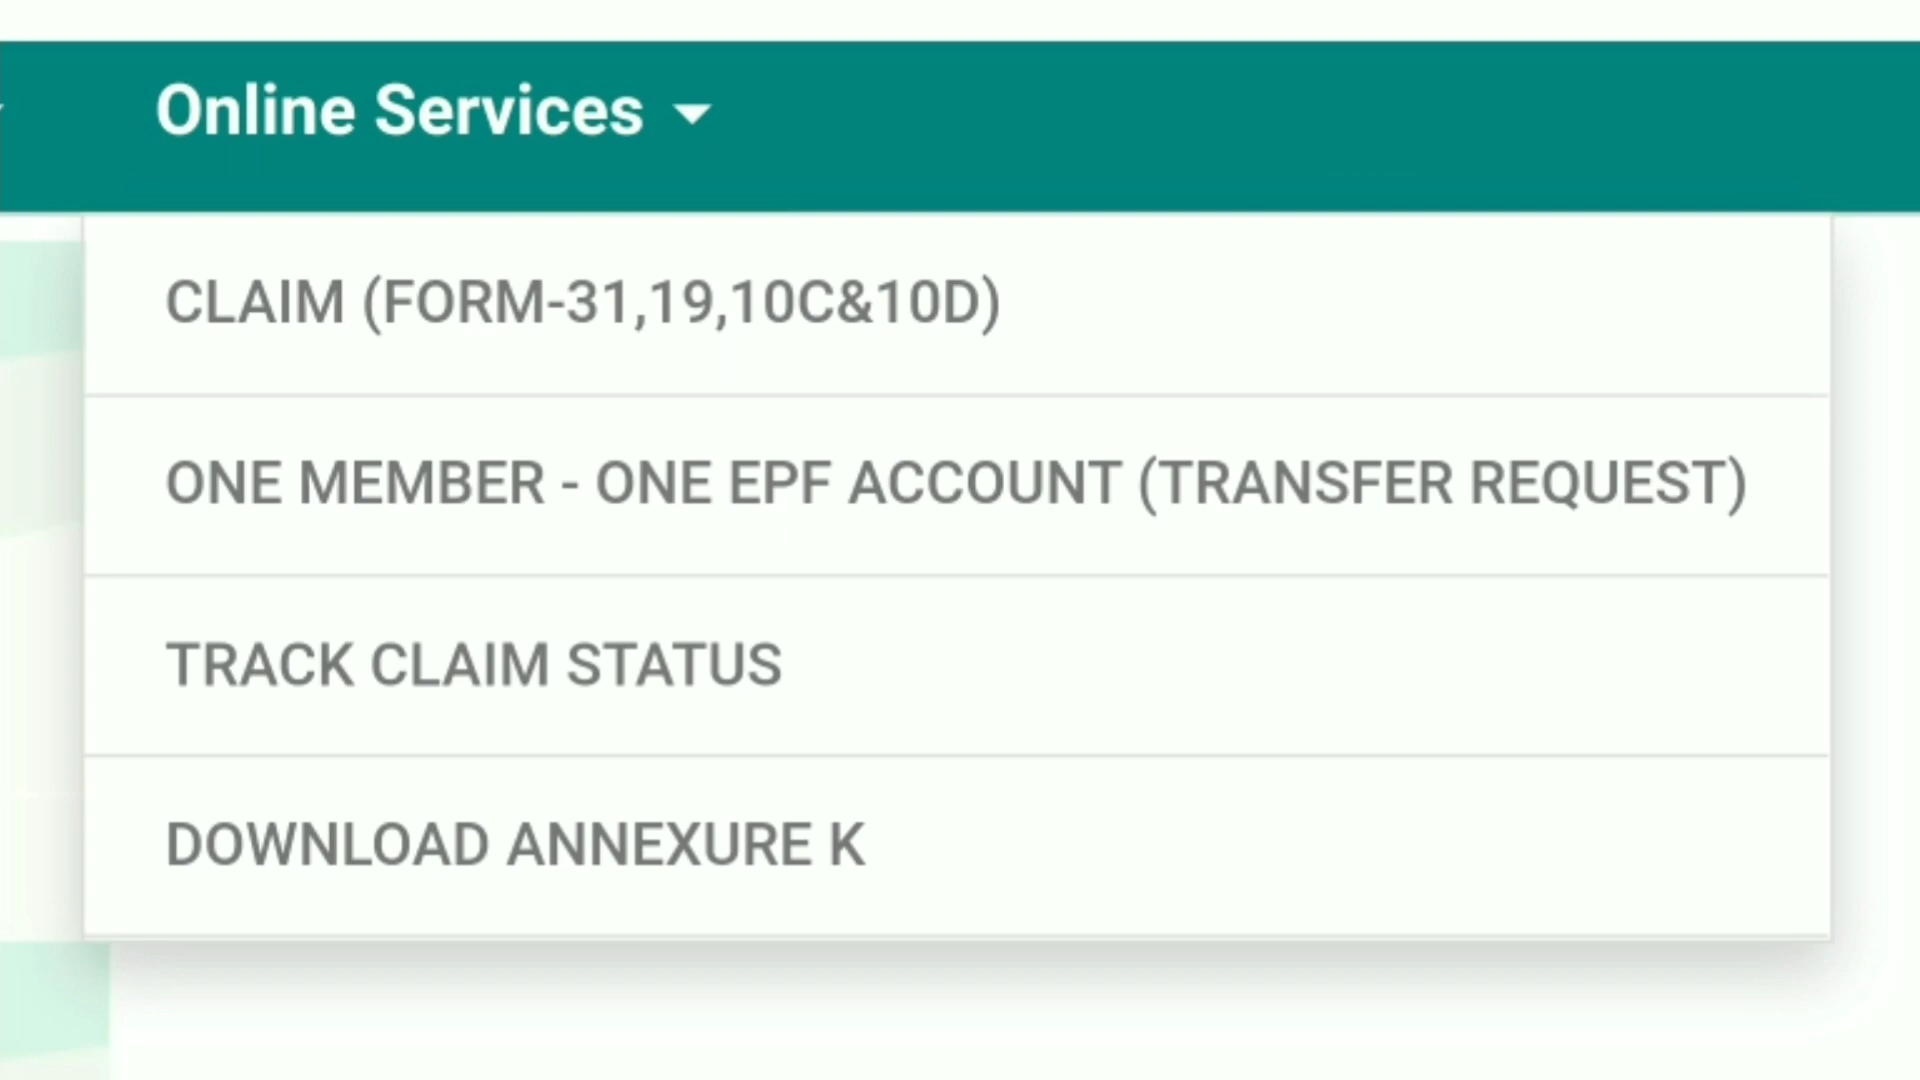 Online Services
CLAIM (FORM-31,19,10C&10D)
ONE MEMBER - ONE EPF ACCOUNT (TRANSFER REQUEST)
TRACK CLAIM STATUS
DOWNLOAD ANNEXURE K